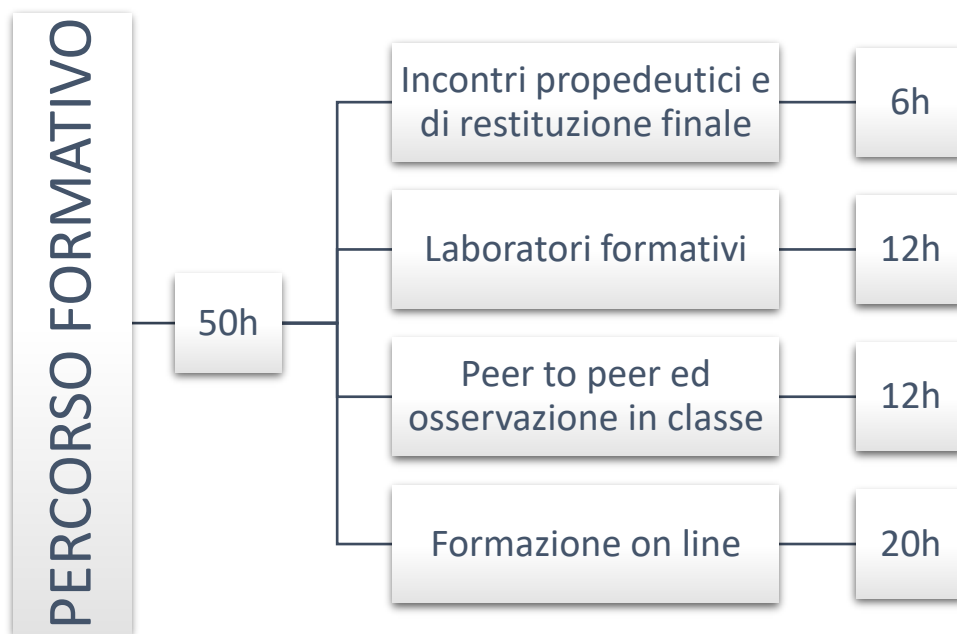 PERCORSO FORMATIVO
50h
Incontri propedeutici e
di restituzione finale
6h
Laboratori formativi
12h
Peer to peer ed
osservazione in classe
12h
Formazione on line
20h